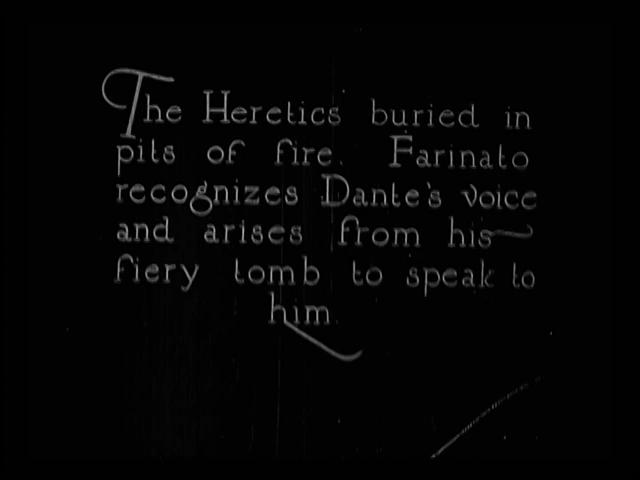 The Heretics buried in
pits of fire. Farinato
recognizes Dante's voice
and arises from his
fiery tomb to speak to
him.